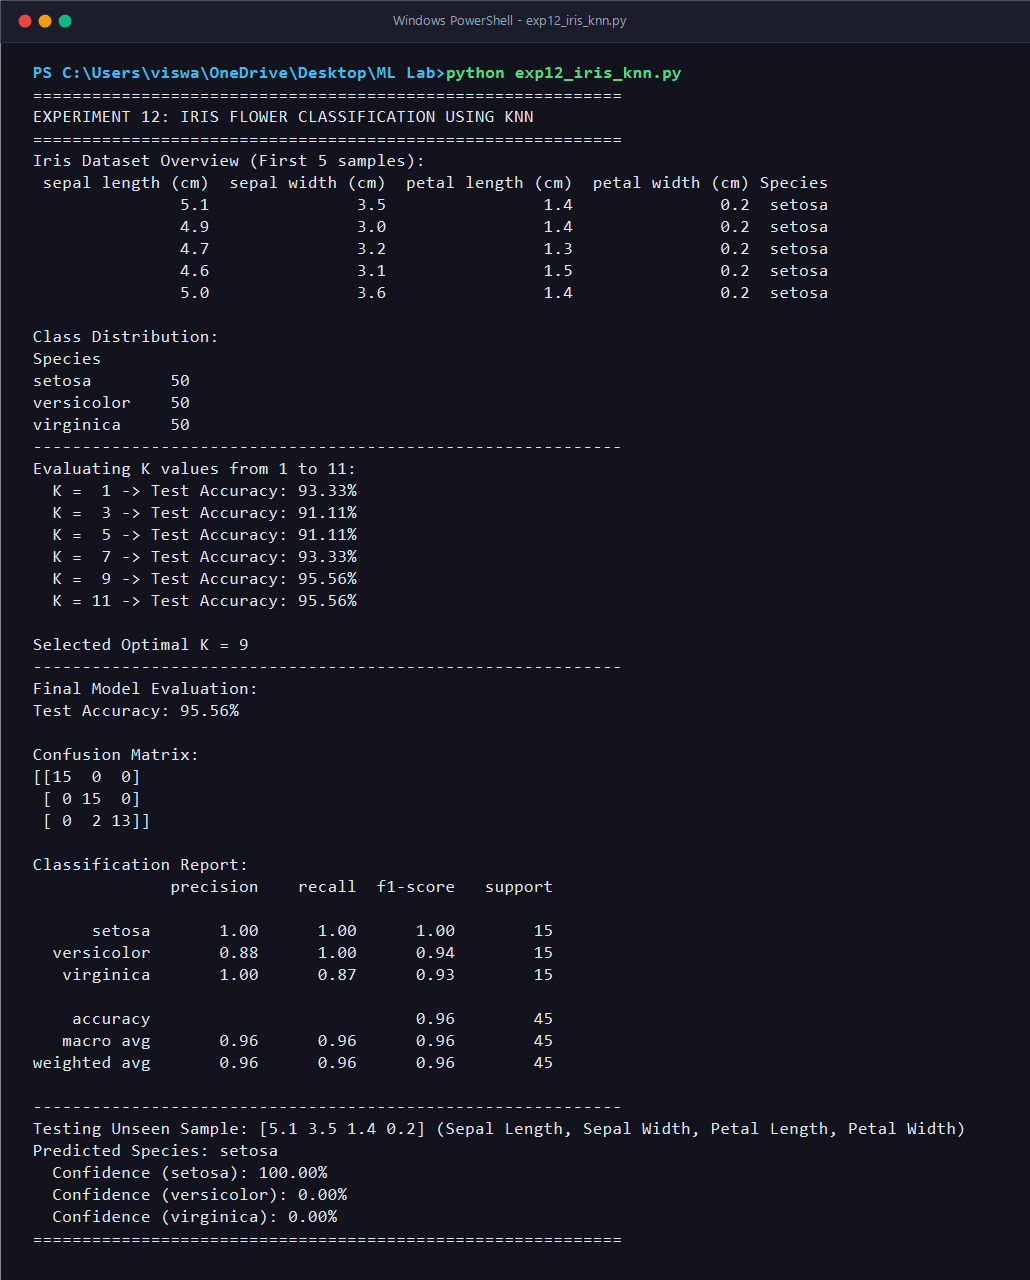 Windows PowerShell - exp12_iris_knn.py
PS C:\Users\viswa\OneDrive\Desktop\ML Lab>python exp12_iris_knn.py
============================================================
EXPERIMENT 12: IRIS FLOWER CLASSIFICATION USING KNN
============================================================
Iris Dataset Overview (First 5 samples):
 sepal length (cm)  sepal width (cm)  petal length (cm)  petal width (cm) Species
               5.1               3.5                1.4               0.2  setosa
               4.9               3.0                1.4               0.2  setosa
               4.7               3.2                1.3               0.2  setosa
               4.6               3.1                1.5               0.2  setosa
               5.0               3.6                1.4               0.2  setosa

Class Distribution:
Species
setosa        50
versicolor    50
virginica     50
------------------------------------------------------------
Evaluating K values from 1 to 11:
  K =  1 -> Test Accuracy: 93.33%
  K =  3 -> Test Accuracy: 91.11%
  K =  5 -> Test Accuracy: 91.11%
  K =  7 -> Test Accuracy: 93.33%
  K =  9 -> Test Accuracy: 95.56%
  K = 11 -> Test Accuracy: 95.56%

Selected Optimal K = 9
------------------------------------------------------------
Final Model Evaluation:
Test Accuracy: 95.56%

Confusion Matrix:
[[15  0  0]
 [ 0 15  0]
 [ 0  2 13]]

Classification Report:
              precision    recall  f1-score   support

      setosa       1.00      1.00      1.00        15
  versicolor       0.88      1.00      0.94        15
   virginica       1.00      0.87      0.93        15

    accuracy                           0.96        45
   macro avg       0.96      0.96      0.96        45
weighted avg       0.96      0.96      0.96        45

------------------------------------------------------------
Testing Unseen Sample: [5.1 3.5 1.4 0.2] (Sepal Length, Sepal Width, Petal Length, Petal Width)
Predicted Species: setosa
  Confidence (setosa): 100.00%
  Confidence (versicolor): 0.00%
  Confidence (virginica): 0.00%
============================================================